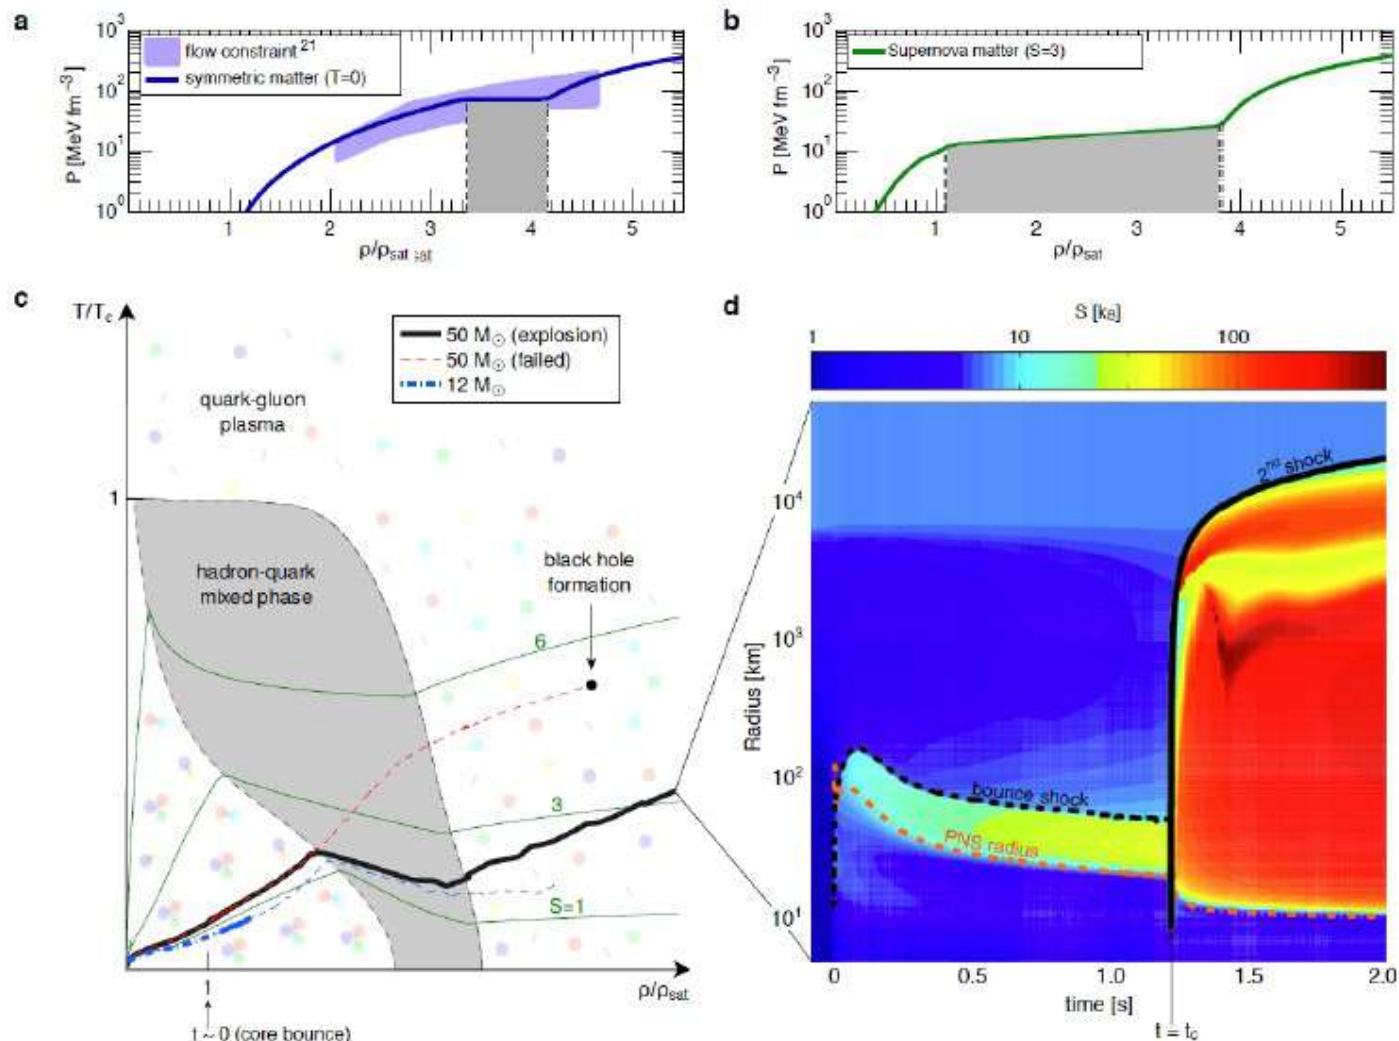 a
10³
10²
10¹
10⁰
P [MeV fm⁻³]
flow constraint ²¹
symmetric matter (T=0)
1 2 3 4 5
ρ/ρsat sat
b
10³
10²
10¹
10⁰
P [MeV fm⁻³]
Supernova matter (S=3)
1 2 3 4 5
ρ/ρsat
c
T/Tc
50 M⊙ (explosion)
50 M⊙ (failed)
12 M⊙
quark-gluon
plasma
1
hadron-quark
mixed phase
black hole
formation
6
3
S=1
1
ρ/ρsat
t ~ 0 (core bounce)
d
S [kB]
1 10 100
Radius [km]
10⁴
10³
10²
10¹
2nd shock
bounce shock
PNS radius
0 0.5 1.0 1.5 2.0
time [s]
t = tc